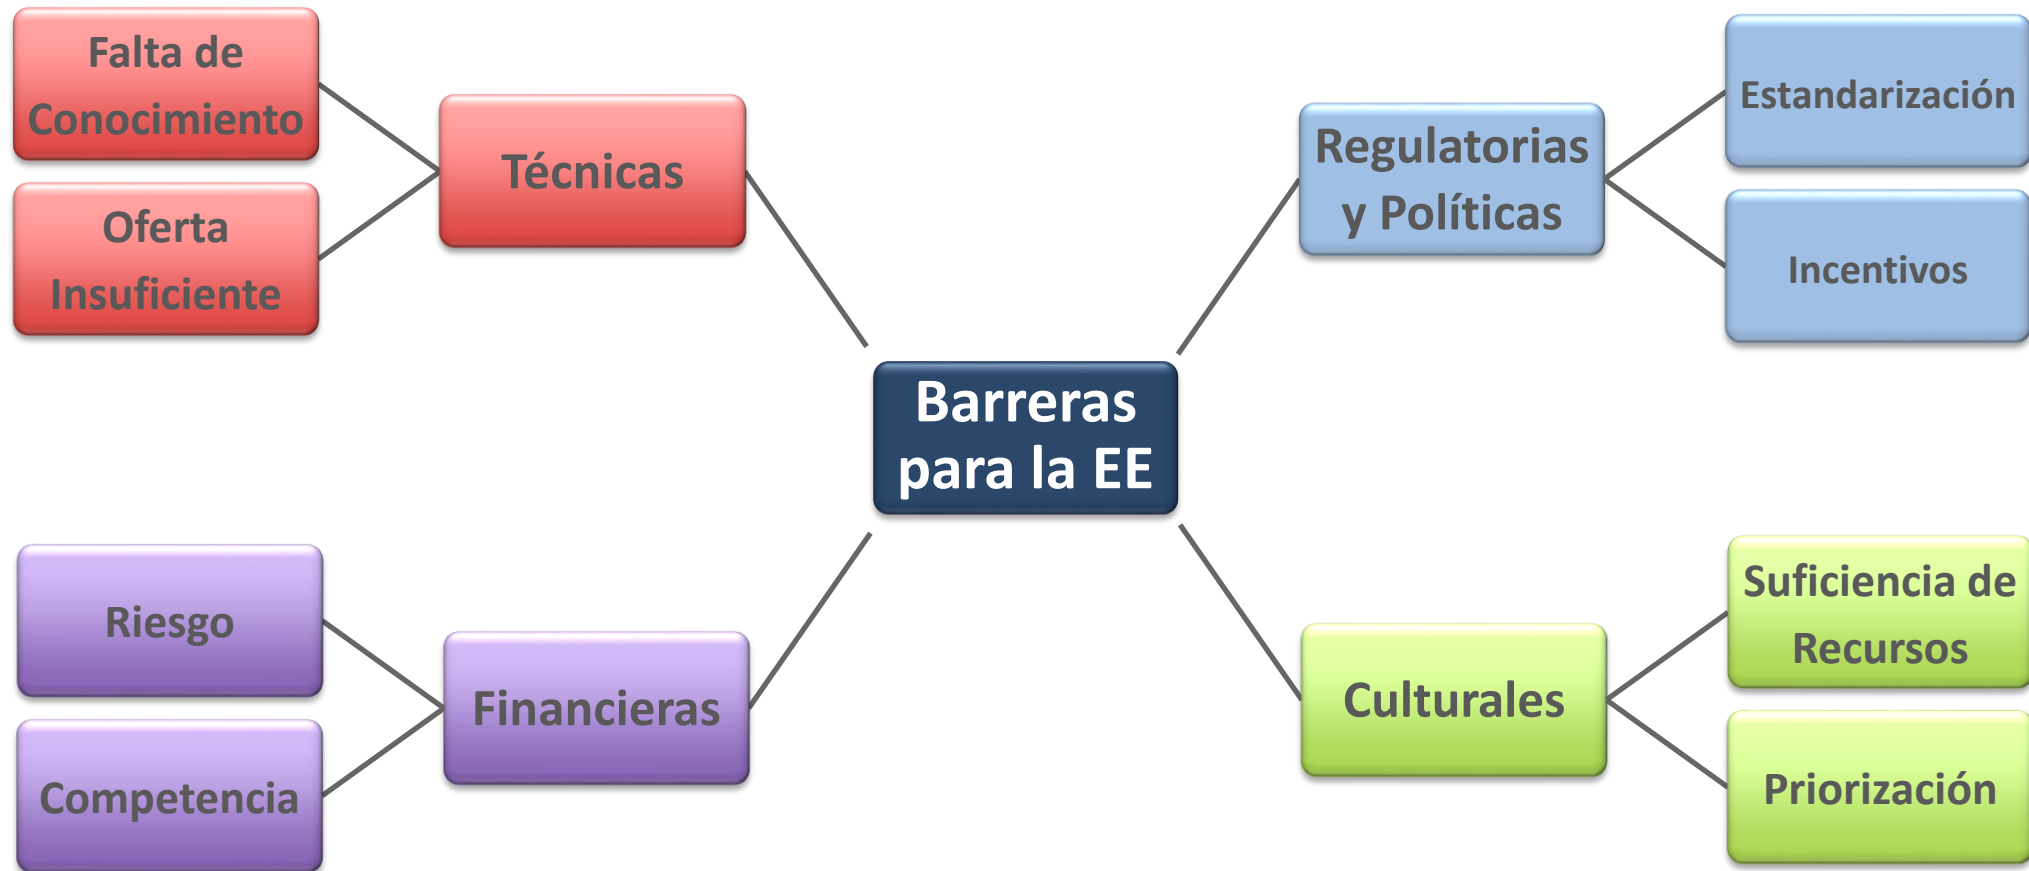 Falta de
Conocimiento
Oferta
Insuficiente
Técnicas
Regulatorias
y Políticas
Estandarización
Incentivos
Barreras
para la EE
Riesgo
Competencia
Financieras
Culturales
Suficiencia de
Recursos
Priorización